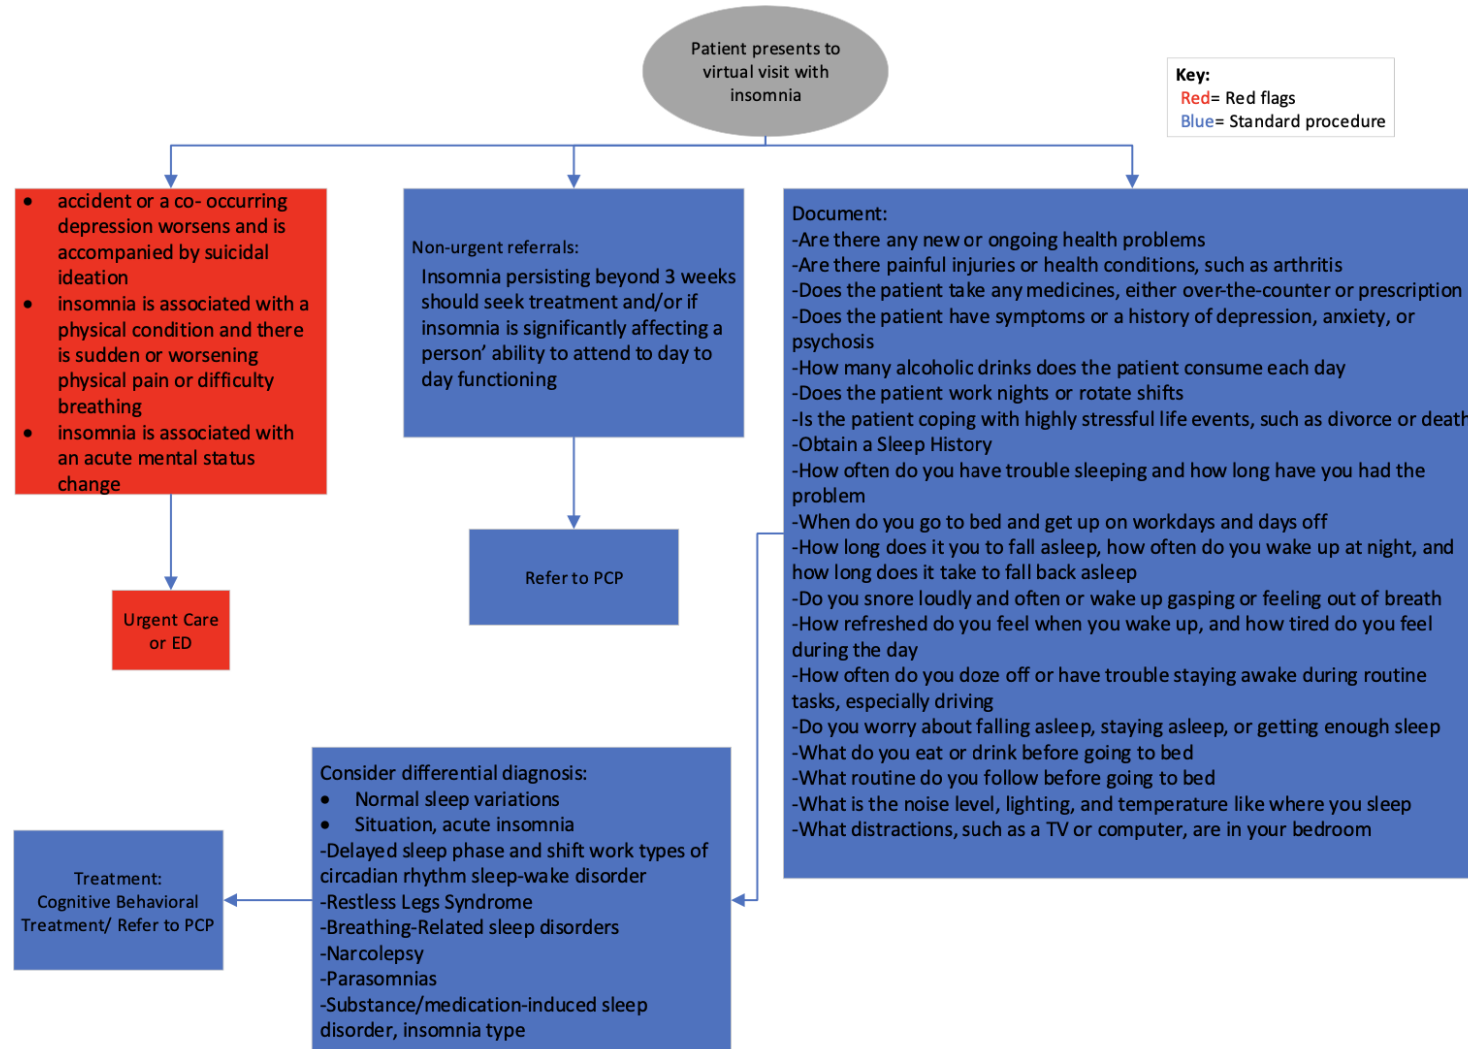 Patient presents to
virtual visit with
insomnia
Key:
Red= Red flags
Blue= Standard procedure
• accident or a co- occurring
depression worsens and is
accompanied by suicidal
ideation
• insomnia is associated with a
physical condition and there
is sudden or worsening
physical pain or difficulty
breathing
• insomnia is associated with
an acute mental status
change
Urgent Care
or ED
Non-urgent referrals:
Insomnia persisting beyond 3 weeks
should seek treatment and/or if
insomnia is significantly affecting a
person’ ability to attend to day to
day functioning
Refer to PCP
Document:
-Are there any new or ongoing health problems
-Are there painful injuries or health conditions, such as arthritis
-Does the patient take any medicines, either over-the-counter or prescription
-Does the patient have symptoms or a history of depression, anxiety, or
psychosis
-How many alcoholic drinks does the patient consume each day
-Does the patient work nights or rotate shifts
-Is the patient coping with highly stressful life events, such as divorce or death
-Obtain a Sleep History
-How often do you have trouble sleeping and how long have you had the
problem
-When do you go to bed and get up on workdays and days off
-How long does it you to fall asleep, how often do you wake up at night, and
how long does it take to fall back asleep
-Do you snore loudly and often or wake up gasping or feeling out of breath
-How refreshed do you feel when you wake up, and how tired do you feel
during the day
-How often do you doze off or have trouble staying awake during routine
tasks, especially driving
-Do you worry about falling asleep, staying asleep, or getting enough sleep
-What do you eat or drink before going to bed
-What routine do you follow before going to bed
-What is the noise level, lighting, and temperature like where you sleep
-What distractions, such as a TV or computer, are in your bedroom
Consider differential diagnosis:
• Normal sleep variations
• Situation, acute insomnia
-Delayed sleep phase and shift work types of
circadian rhythm sleep-wake disorder
-Restless Legs Syndrome
-Breathing-Related sleep disorders
-Narcolepsy
-Parasomnias
-Substance/medication-induced sleep
disorder, insomnia type
Treatment:
Cognitive Behavioral
Treatment/ Refer to PCP